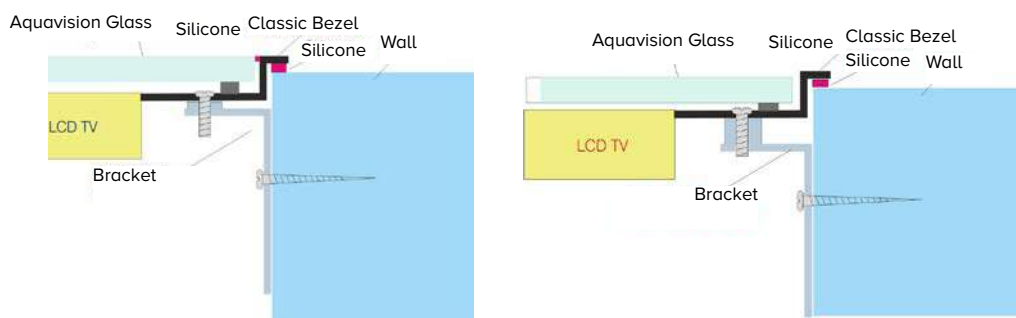 Aquavision Glass
Silicone
Classic Bezel
Silicone
Wall
LCD TV
Bracket
Aquavision Glass
Silicone
Classic Bezel
Silicone
Wall
LCD TV
Bracket